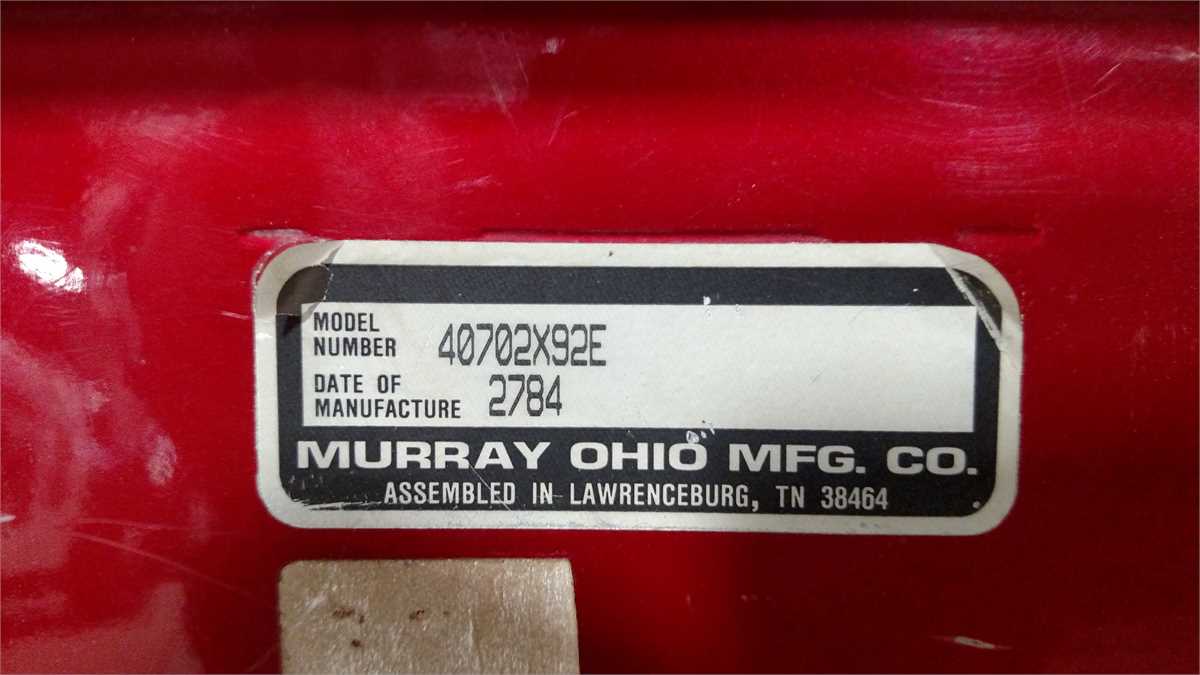 MODEL NUMBER 40702X92E
DATE OF MANUFACTURE 2784
MURRAY OHIO MFG. CO.
ASSEMBLED IN LAWRENCEBURG, TN 38464